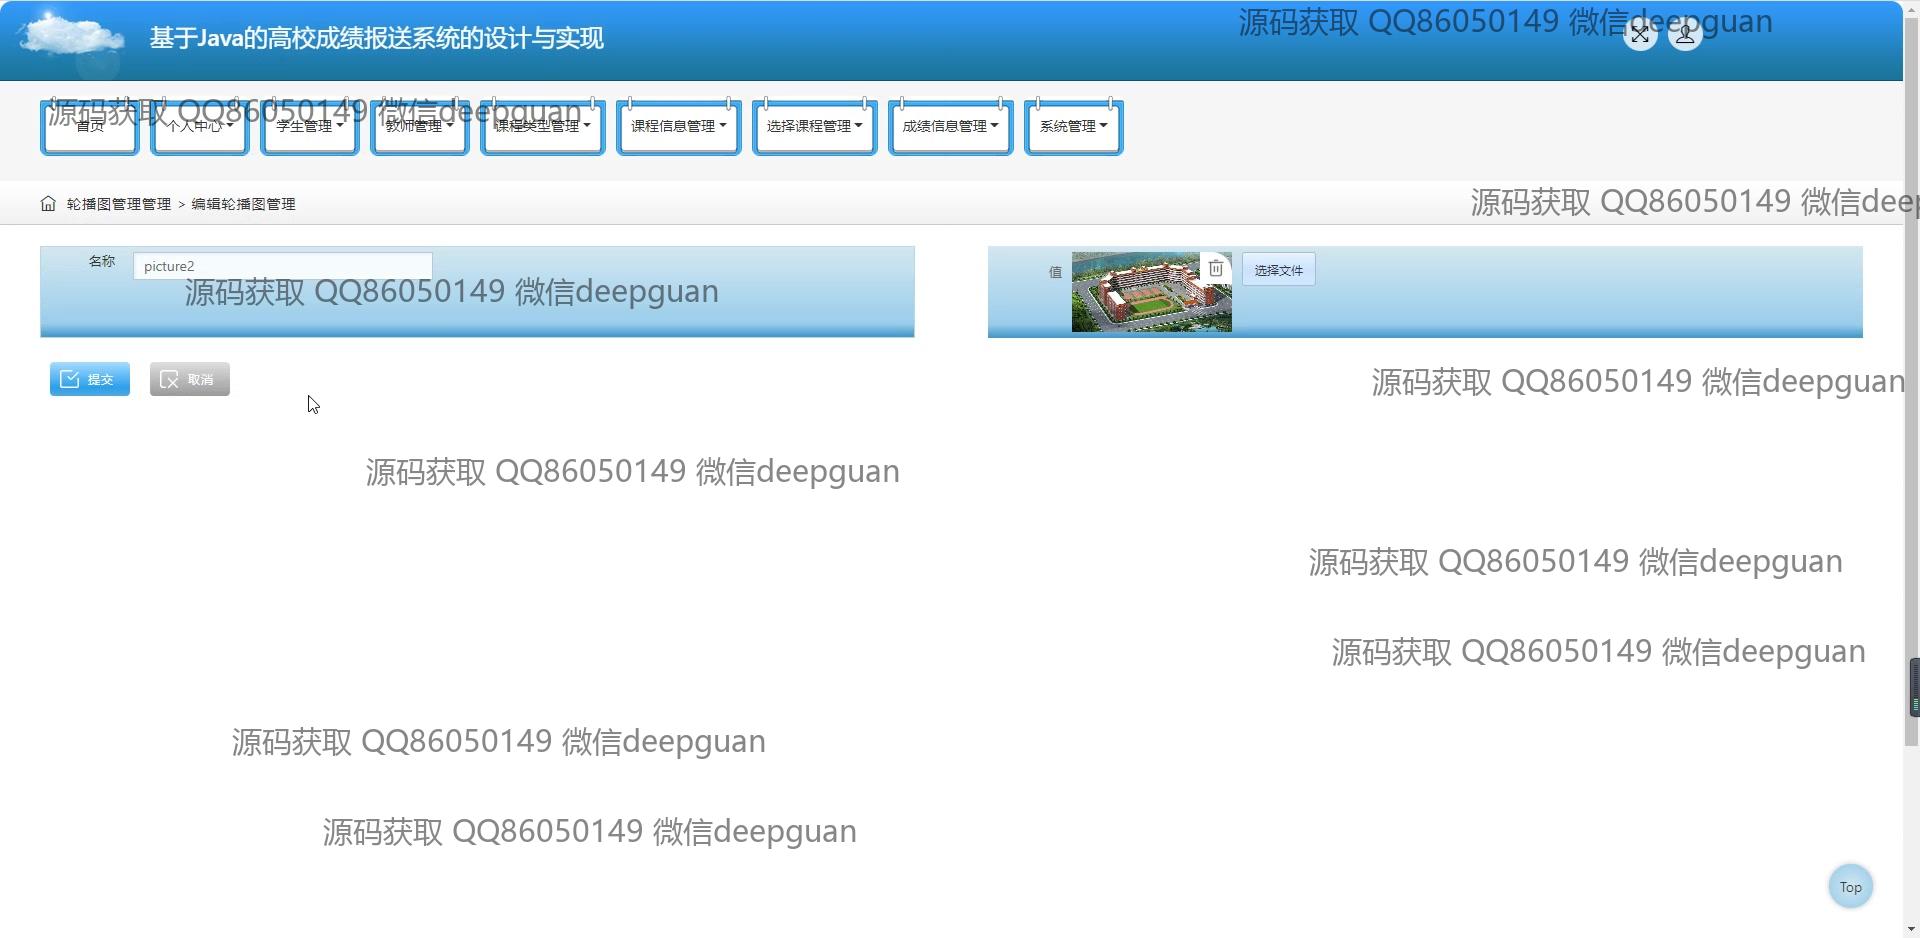 基于Java的高校成绩报送系统的设计与实现
源码获取 QQ86050149 微信deepguan
源码获取 QQ86050149 微信deepguan
首页 个人中心 学生管理 教师管理 课程类型管理 课程信息管理 选择课程管理 成绩信息管理 系统管理
轮播图管理管理 > 编辑轮播图管理
源码获取 QQ86050149 微信deep
名称 picture2
值 选择文件
源码获取 QQ86050149 微信deepguan
提交 取消
源码获取 QQ86050149 微信deepguan
源码获取 QQ86050149 微信deepguan
源码获取 QQ86050149 微信deepguan
源码获取 QQ86050149 微信deepguan
源码获取 QQ86050149 微信deepguan
源码获取 QQ86050149 微信deepguan
Top